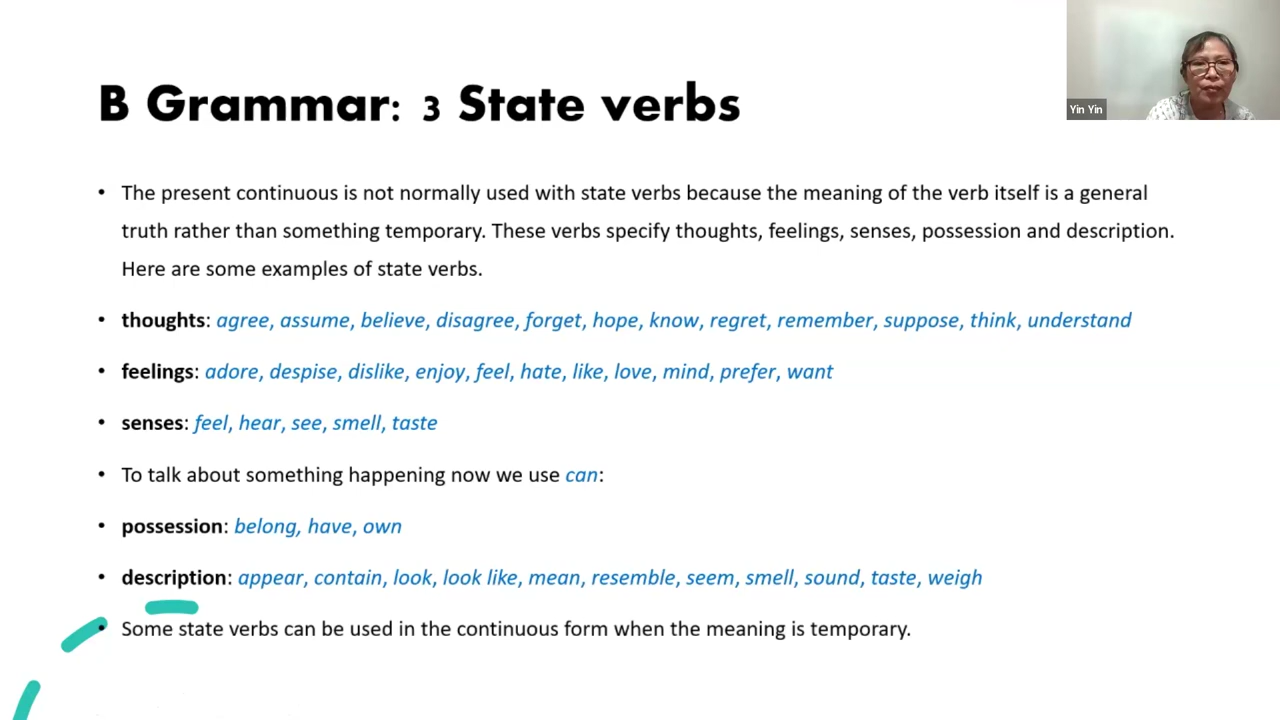 B Grammar: 3 State verbs
Yin Yin
• The present continuous is not normally used with state verbs because the meaning of the verb itself is a general
truth rather than something temporary. These verbs specify thoughts, feelings, senses, possession and description.
Here are some examples of state verbs.
• thoughts: agree, assume, believe, disagree, forget, hope, know, regret, remember, suppose, think, understand
• feelings: adore, despise, dislike, enjoy, feel, hate, like, love, mind, prefer, want
• senses: feel, hear, see, smell, taste
• To talk about something happening now we use can:
• possession: belong, have, own
• description: appear, contain, look, look like, mean, resemble, seem, smell, sound, taste, weigh
• Some state verbs can be used in the continuous form when the meaning is temporary.